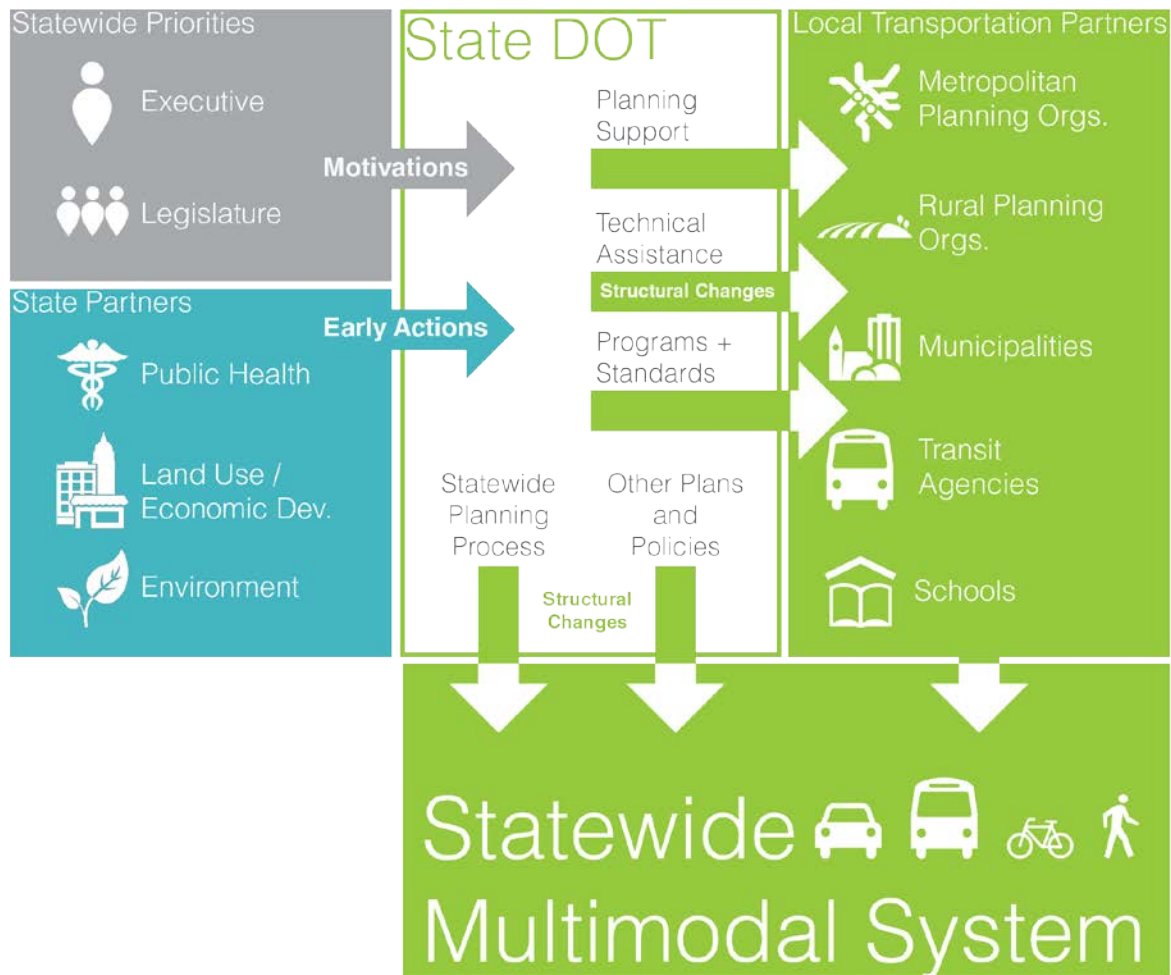 Statewide Priorities
Executive
Legislature
Motivations
State Partners
Public Health
Land Use /
Economic Dev.
Environment
Early Actions
State DOT
Planning
Support
Technical
Assistance
Structural Changes
Programs +
Standards
Statewide
Planning
Process
Other Plans
and
Policies
Structural
Changes
Local Transportation Partners
Metropolitan
Planning Orgs.
Rural Planning
Orgs.
Municipalities
Transit
Agencies
Schools
Statewide
Multimodal System